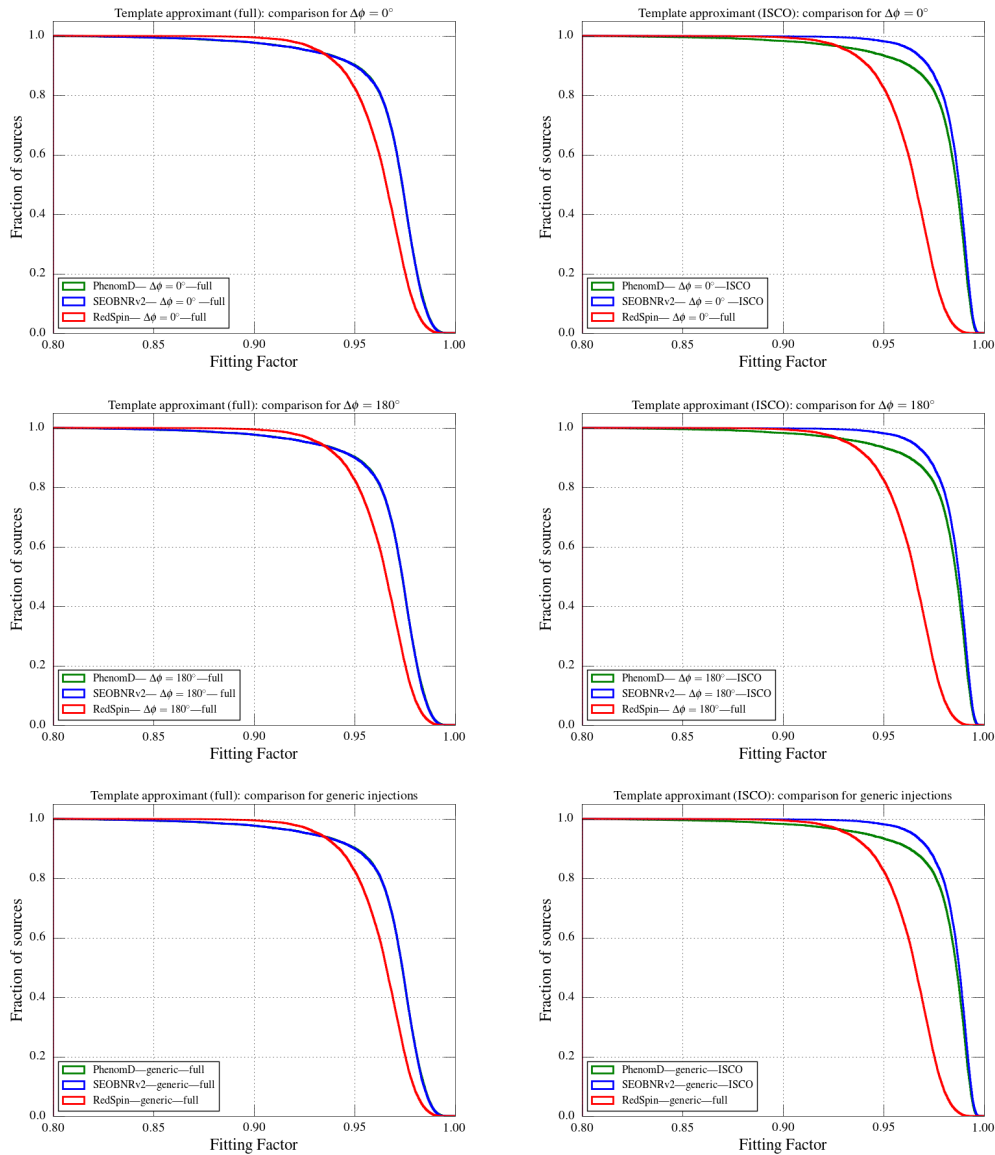 Template approximant (full): comparison for Δϕ = 0°
Fraction of sources
1.0
0.8
0.6
0.4
0.2
0.0
PhenomD— Δϕ = 0°—full
SEOBNRv2— Δϕ = 0° —full
RedSpin— Δϕ = 0°—full
0.80 0.85 0.90 0.95 1.00
Fitting Factor
Template approximant (ISCO): comparison for Δϕ = 0°
Fraction of sources
1.0
0.8
0.6
0.4
0.2
0.0
PhenomD— Δϕ = 0°—ISCO
SEOBNRv2— Δϕ = 0° —ISCO
RedSpin— Δϕ = 0°—full
0.80 0.85 0.90 0.95 1.00
Fitting Factor
Template approximant (full): comparison for Δϕ = 180°
Fraction of sources
1.0
0.8
0.6
0.4
0.2
0.0
PhenomD— Δϕ = 180°—full
SEOBNRv2— Δϕ = 180°— full
RedSpin— Δϕ = 180°—full
0.80 0.85 0.90 0.95 1.00
Fitting Factor
Template approximant (ISCO): comparison for Δϕ = 180°
Fraction of sources
1.0
0.8
0.6
0.4
0.2
0.0
PhenomD— Δϕ = 180°—ISCO
SEOBNRv2— Δϕ = 180°—ISCO
RedSpin— Δϕ = 180°—full
0.80 0.85 0.90 0.95 1.00
Fitting Factor
Template approximant (full): comparison for generic injections
Fraction of sources
1.0
0.8
0.6
0.4
0.2
0.0
PhenomD—generic—full
SEOBNRv2—generic—full
RedSpin—generic—full
0.80 0.85 0.90 0.95 1.00
Fitting Factor
Template approximant (ISCO): comparison for generic injections
Fraction of sources
1.0
0.8
0.6
0.4
0.2
0.0
PhenomD—generic—ISCO
SEOBNRv2—generic—ISCO
RedSpin—generic—full
0.80 0.85 0.90 0.95 1.00
Fitting Factor